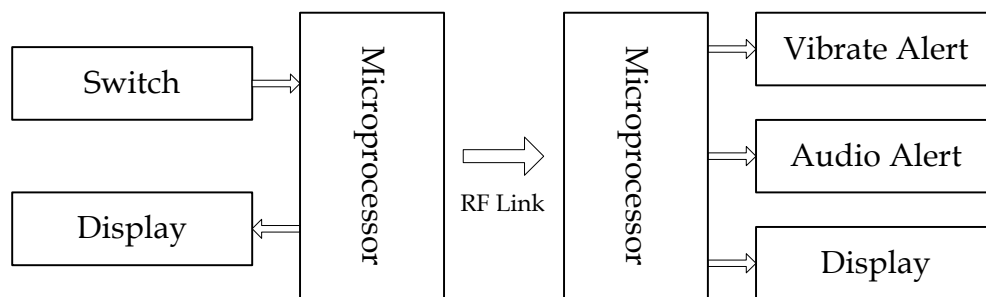 Switch
Display
Microprocessor
RF Link
Microprocessor
Vibrate Alert
Audio Alert
Display